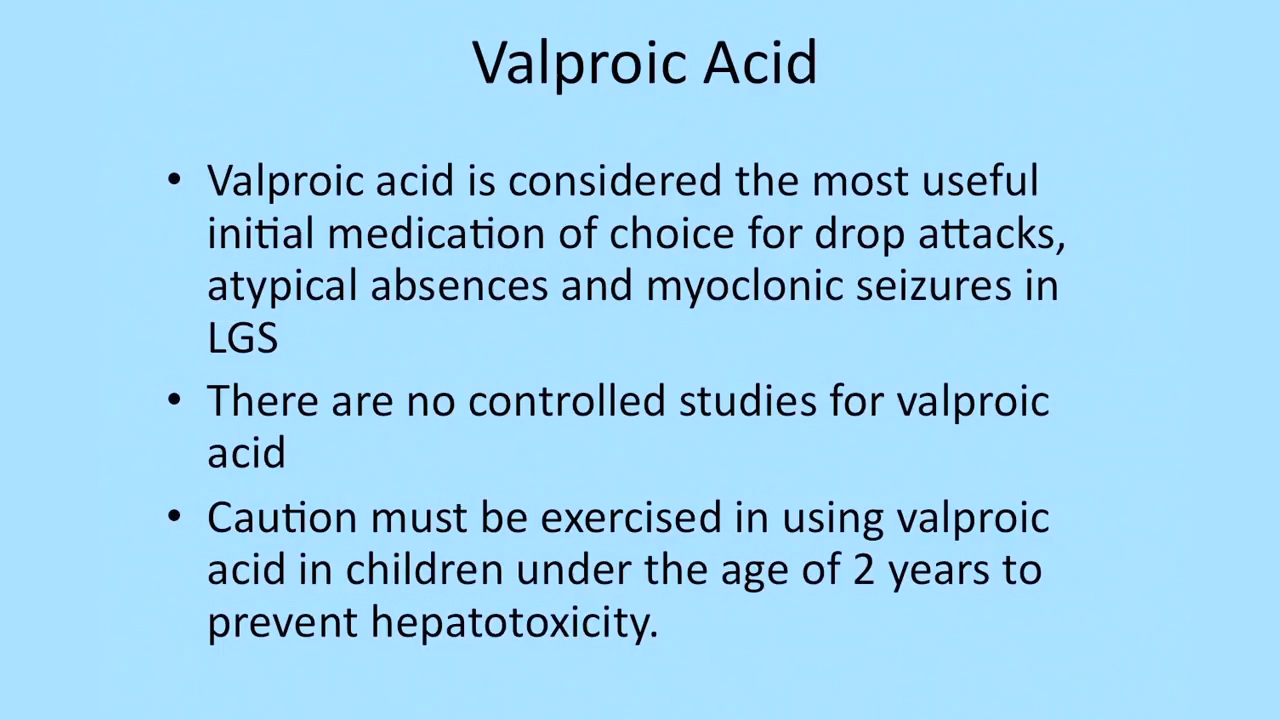 Valproic Acid
• Valproic acid is considered the most useful
initial medication of choice for drop attacks,
atypical absences and myoclonic seizures in
LGS
• There are no controlled studies for valproic
acid
• Caution must be exercised in using valproic
acid in children under the age of 2 years to
prevent hepatotoxicity.